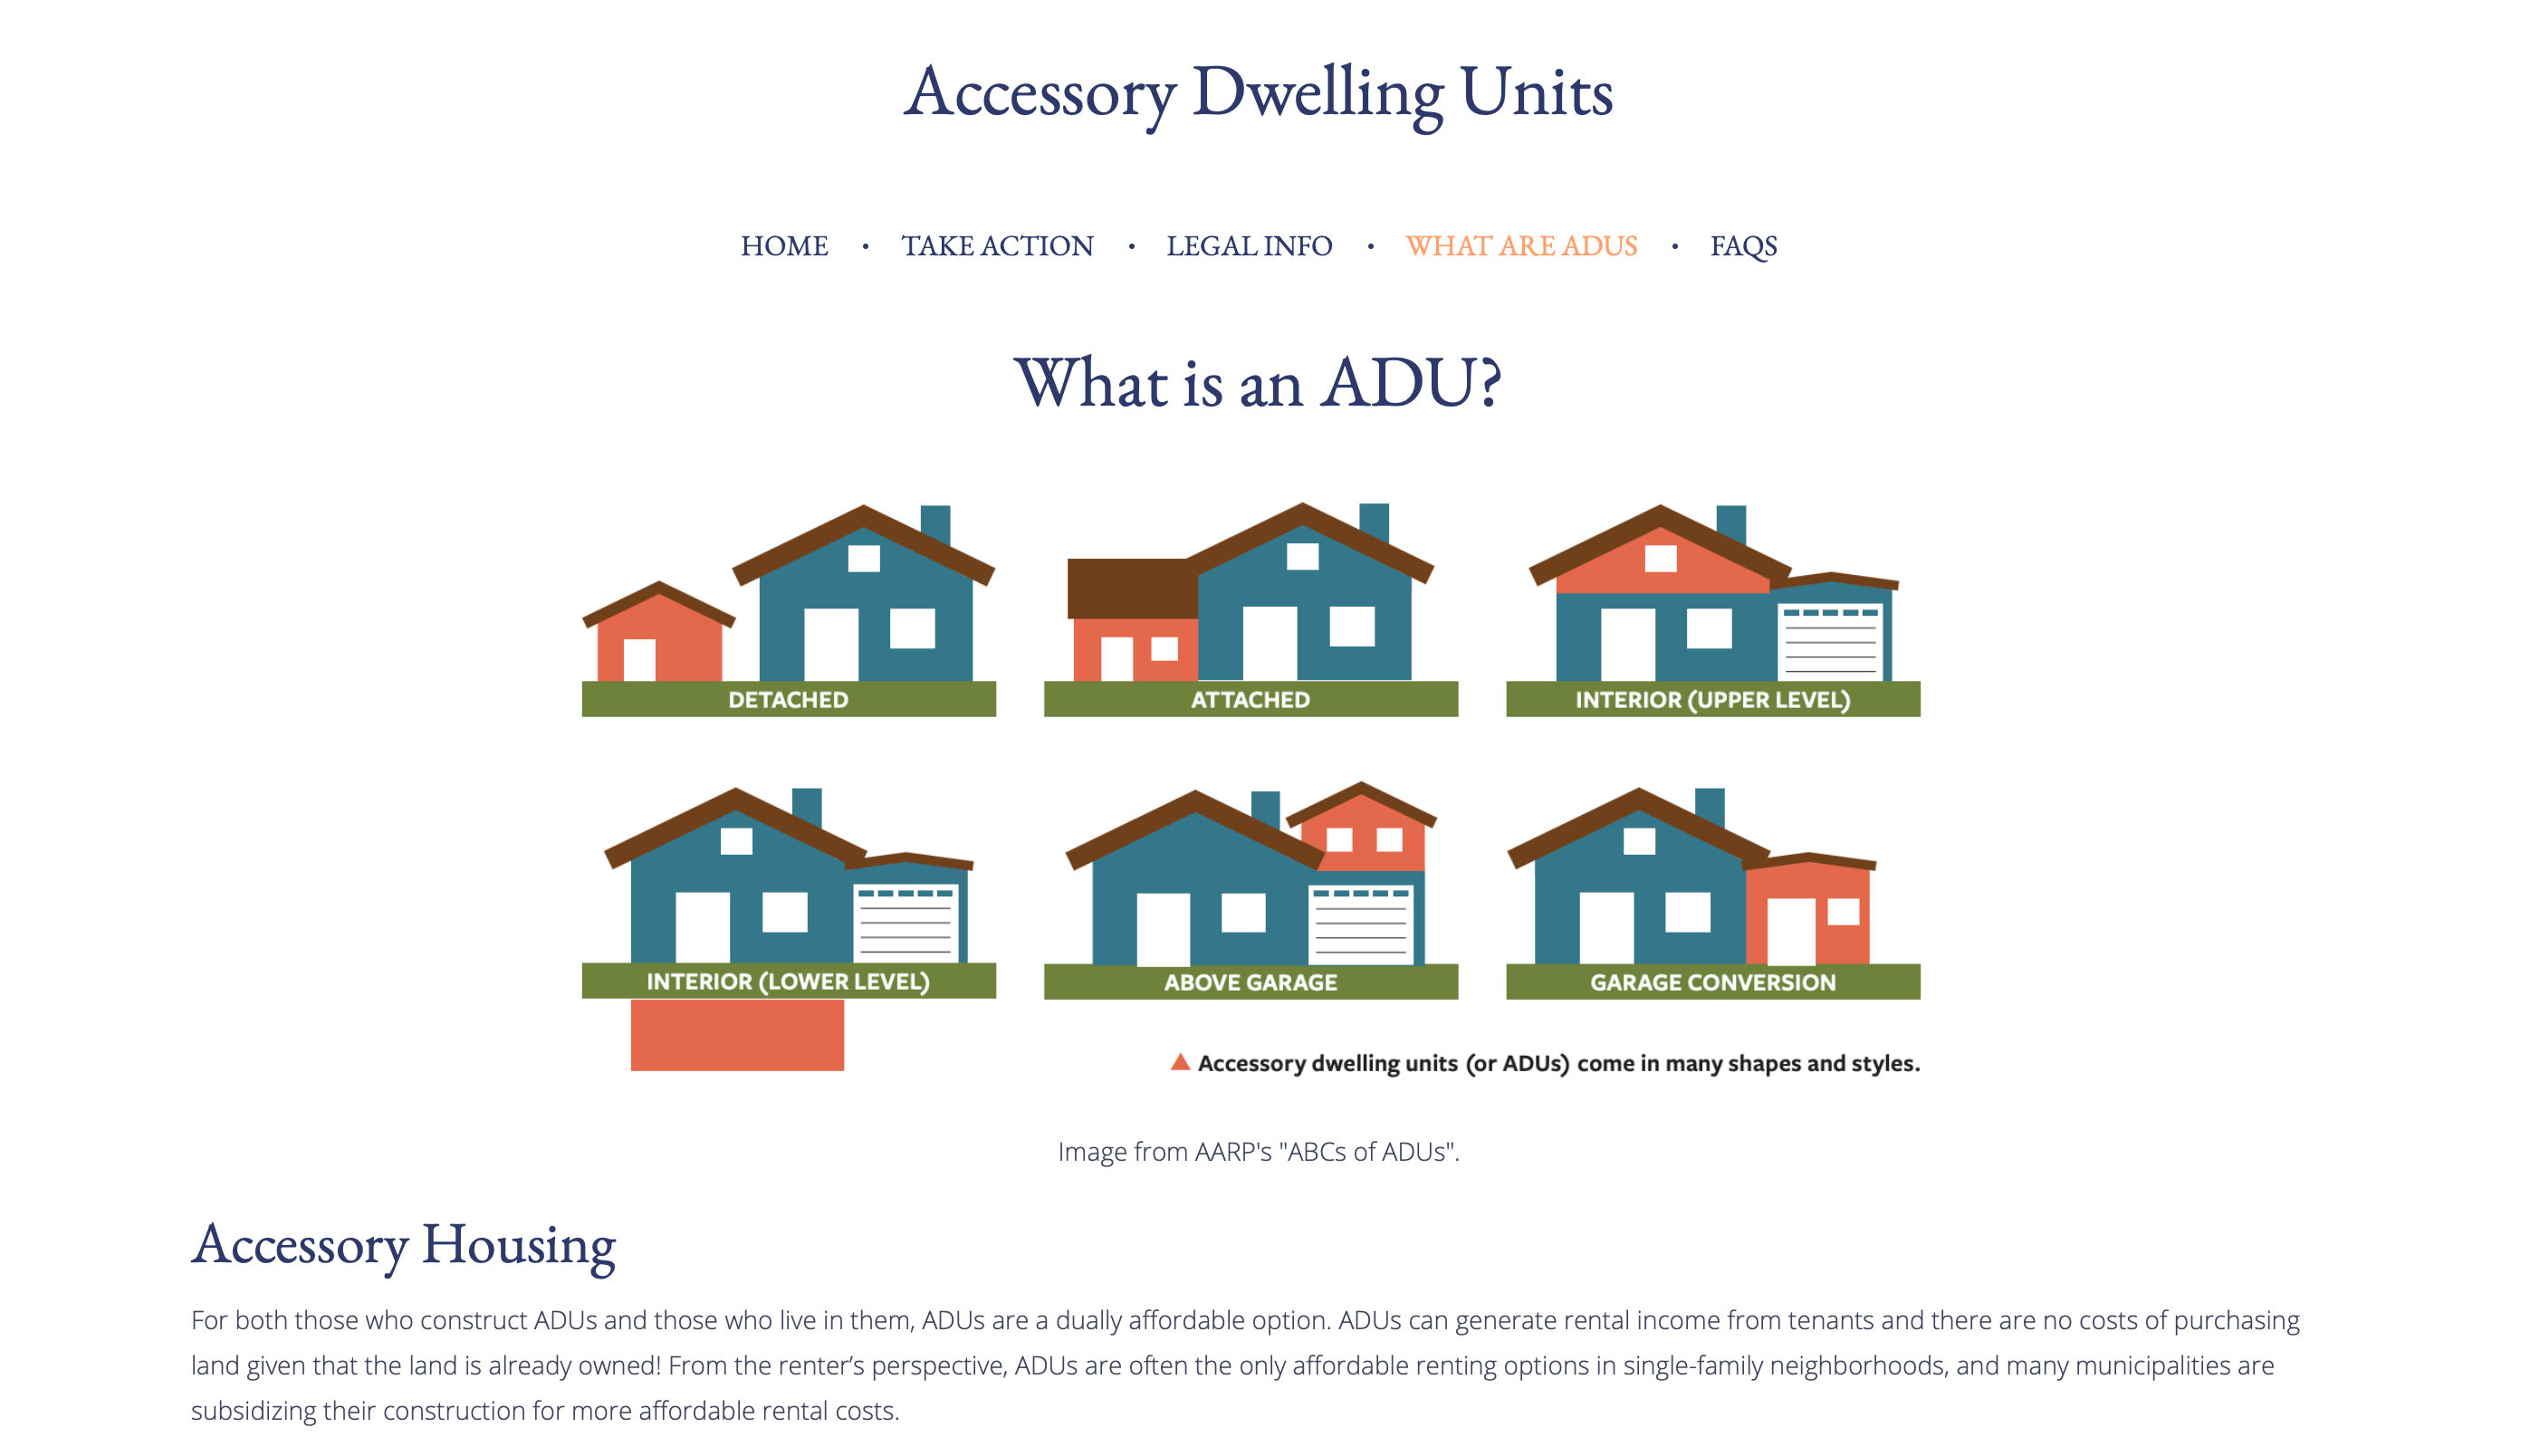 Accessory Dwelling Units
HOME • TAKE ACTION • LEGAL INFO • WHAT ARE ADUS • FAQS
What is an ADU?
DETACHED
ATTACHED
INTERIOR (UPPER LEVEL)
INTERIOR (LOWER LEVEL)
ABOVE GARAGE
GARAGE CONVERSION
Accessory dwelling units (or ADUs) come in many shapes and styles.
Image from AARP's "ABCs of ADUs".
Accessory Housing
For both those who construct ADUs and those who live in them, ADUs are a dually affordable option. ADUs can generate rental income from tenants and there are no costs of purchasing
land given that the land is already owned! From the renter’s perspective, ADUs are often the only affordable renting options in single-family neighborhoods, and many municipalities are
subsidizing their construction for more affordable rental costs.